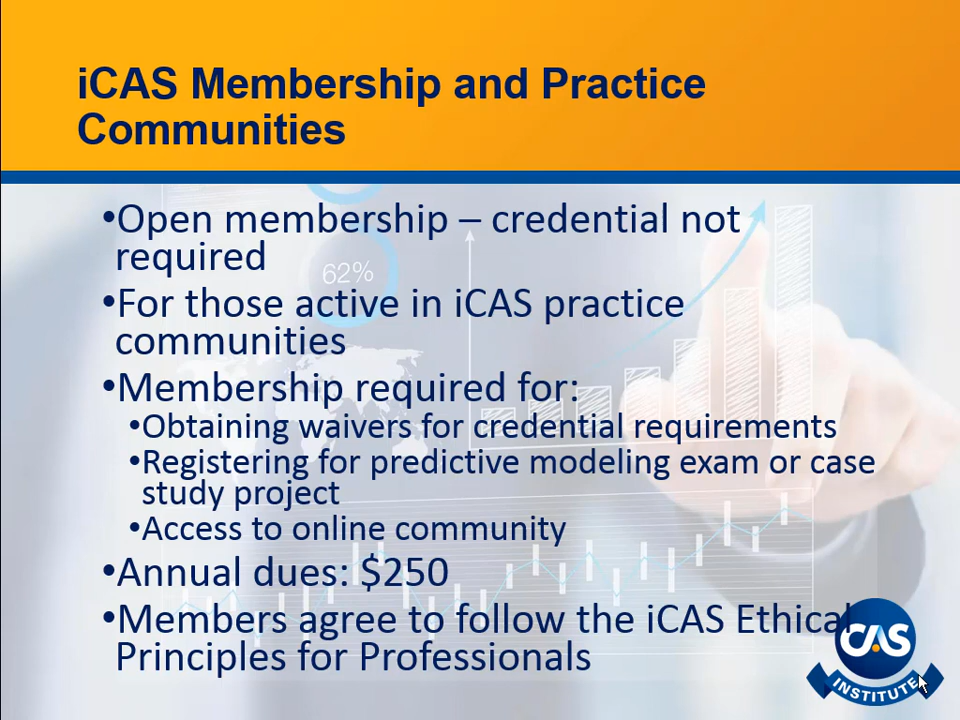 iCAS Membership and Practice
Communities
•Open membership – credential not
required
62%
•For those active in iCAS practice
communities
•Membership required for:
•Obtaining waivers for credential requirements
•Registering for predictive modeling exam or case
study project
•Access to online community
•Annual dues: $250
•Members agree to follow the iCAS Ethical
Principles for Professionals
CAS
INSTITUTE